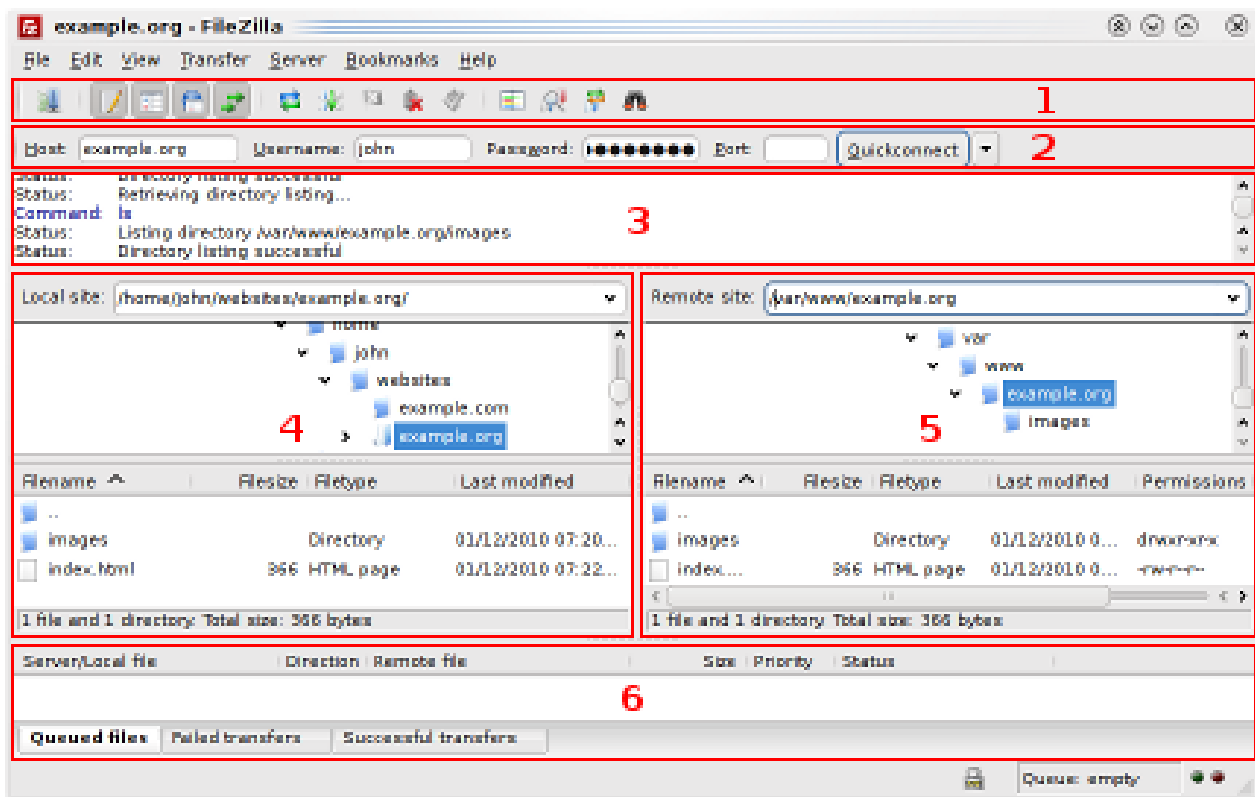 example.org - FileZilla
File Edit View Transfer Server Bookmarks Help
1
Host: example.org Username: john Password: ●●●●●●●● Port: Quickconnect 2
Status: Directory listing successful
Status: Retrieving directory listing...
Command: ls
Status: Listing directory /var/www/example.org/images
Status: Directory listing successful
3
Local site: /home/john/websites/example.org/
home
john
websites
example.com
example.org
4
Filename Filesize Filetype Last modified
..
images Directory 01/12/2010 07:20...
index.html 366 HTML page 01/12/2010 07:22...
1 file and 1 directory. Total size: 366 bytes
Remote site: /var/www/example.org
var
www
example.org
images
5
Filename Filesize Filetype Last modified Permissions
..
images Directory 01/12/2010 0... drwxr-xr-x
index.... 366 HTML page 01/12/2010 0... -rw-r--r--
1 file and 1 directory. Total size: 366 bytes
Server/Local file Direction Remote file Size Priority Status
6
Queued files Failed transfers Successful transfers
Queue: empty